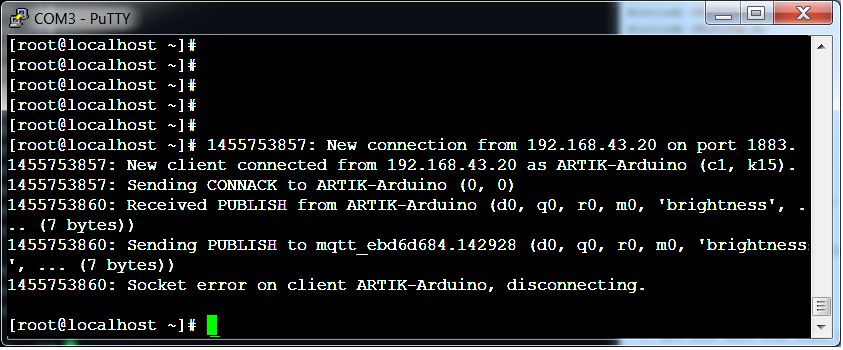 COM3 - PuTTY
[root@localhost ~]#
[root@localhost ~]#
[root@localhost ~]#
[root@localhost ~]#
[root@localhost ~]#
[root@localhost ~]# 1455753857: New connection from 192.168.43.20 on port 1883.
1455753857: New client connected from 192.168.43.20 as ARTIK-Arduino (c1, k15).
1455753857: Sending CONNACK to ARTIK-Arduino (0, 0)
1455753860: Received PUBLISH from ARTIK-Arduino (d0, q0, r0, m0, 'brightness', .
.. (7 bytes))
1455753860: Sending PUBLISH to mqtt_ebd6d684.142928 (d0, q0, r0, m0, 'brightness
', ... (7 bytes))
1455753860: Socket error on client ARTIK-Arduino, disconnecting.
[root@localhost ~]#